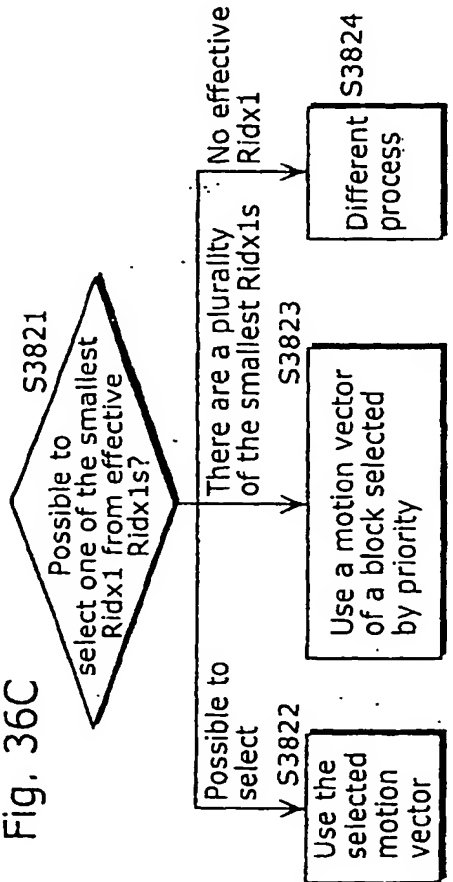 Fig. 36C
S3821
Possible to
select one of the smallest
Ridx1 from effective
Ridx1s?
Possible to
select
There are a plurality
of the smallest Ridx1s
No effective
Ridx1
S3822
Use the
selected
motion
vector
S3823
Use a motion vector
of a block selected
by priority
S3824
Different
process